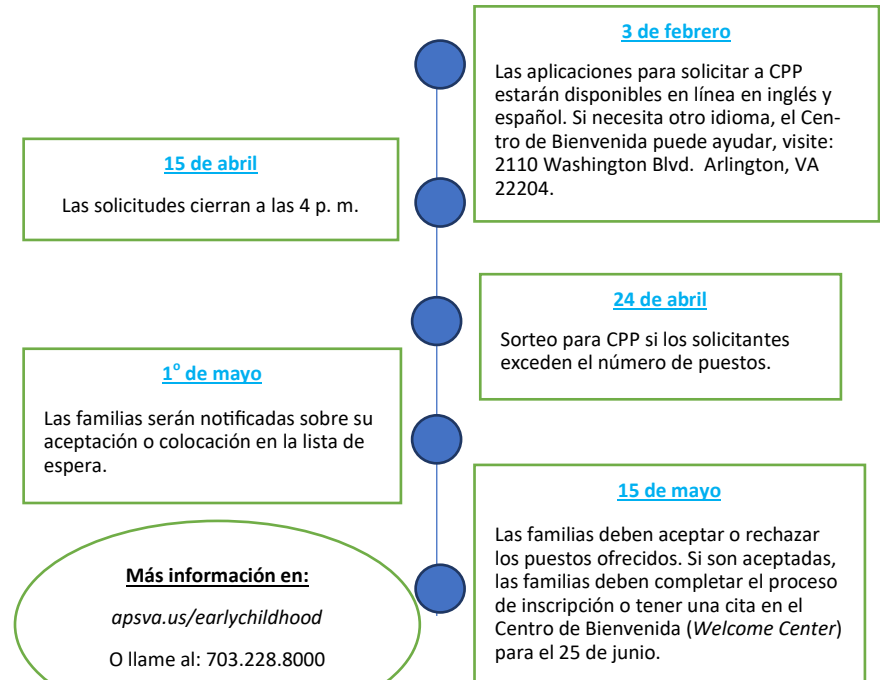 3 de febrero
Las aplicaciones para solicitar a CPP
estarán disponibles en línea en inglés y
español. Si necesita otro idioma, el Cen-
tro de Bienvenida puede ayudar, visite:
2110 Washington Blvd.  Arlington, VA
22204.
15 de abril
Las solicitudes cierran a las 4 p. m.
24 de abril
Sorteo para CPP si los solicitantes
exceden el número de puestos.
1º de mayo
Las familias serán notificadas sobre su
aceptación o colocación en la lista de
espera.
15 de mayo
Las familias deben aceptar o rechazar
los puestos ofrecidos. Si son aceptadas,
las familias deben completar el proceso
de inscripción o tener una cita en el
Centro de Bienvenida (Welcome Center)
para el 25 de junio.
Más información en:
apsva.us/earlychildhood
O llame al: 703.228.8000